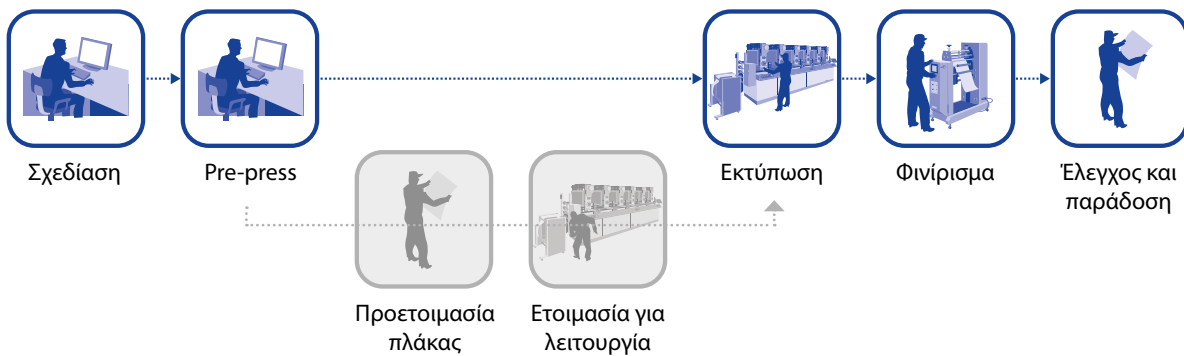 Σχεδίαση
Pre-press
Εκτύπωση
Φινίρισμα
Έλεγχος και
παράδοση
Προετοιμασία
πλάκας
Ετοιμασία για
λειτουργία